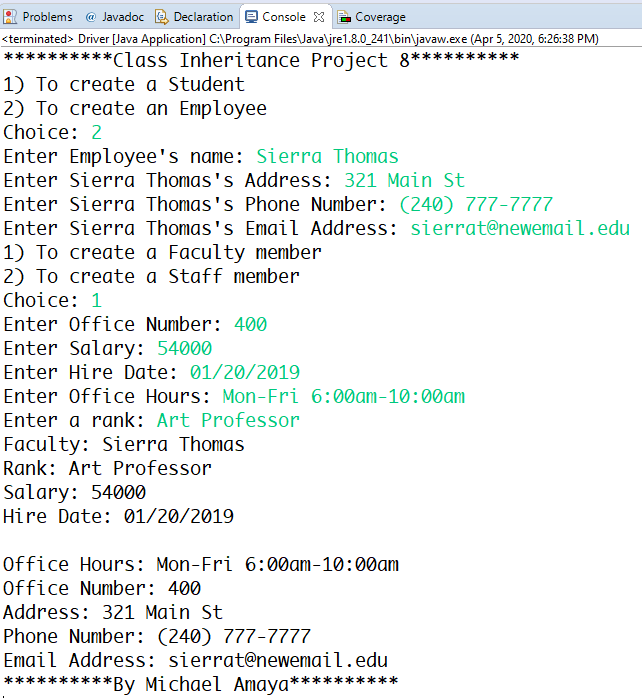 Problems @ Javadoc Declaration Console Coverage
<terminated> Driver [Java Application] C:\Program Files\Java\jre1.8.0_241\bin\javaw.exe (Apr 5, 2020, 6:26:38 PM)
**********Class Inheritance Project 8**********
1) To create a Student
2) To create an Employee
Choice: 2
Enter Employee's name: Sierra Thomas
Enter Sierra Thomas's Address: 321 Main St
Enter Sierra Thomas's Phone Number: (240) 777-7777
Enter Sierra Thomas's Email Address: sierrat@newemail.edu
1) To create a Faculty member
2) To create a Staff member
Choice: 1
Enter Office Number: 400
Enter Salary: 54000
Enter Hire Date: 01/20/2019
Enter Office Hours: Mon-Fri 6:00am-10:00am
Enter a rank: Art Professor
Faculty: Sierra Thomas
Rank: Art Professor
Salary: 54000
Hire Date: 01/20/2019
Office Hours: Mon-Fri 6:00am-10:00am
Office Number: 400
Address: 321 Main St
Phone Number: (240) 777-7777
Email Address: sierrat@newemail.edu
**********By Michael Amaya**********